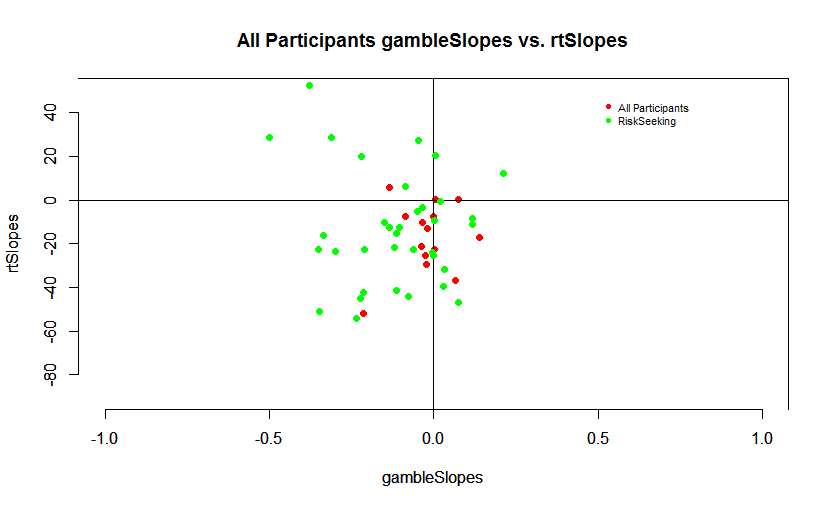 All Participants gambleSlopes vs. rtSlopes
All Participants
RiskSeeking
rtSlopes
40
20
0
-20
-40
-60
-80
-1.0 -0.5 0.0 0.5 1.0
gambleSlopes